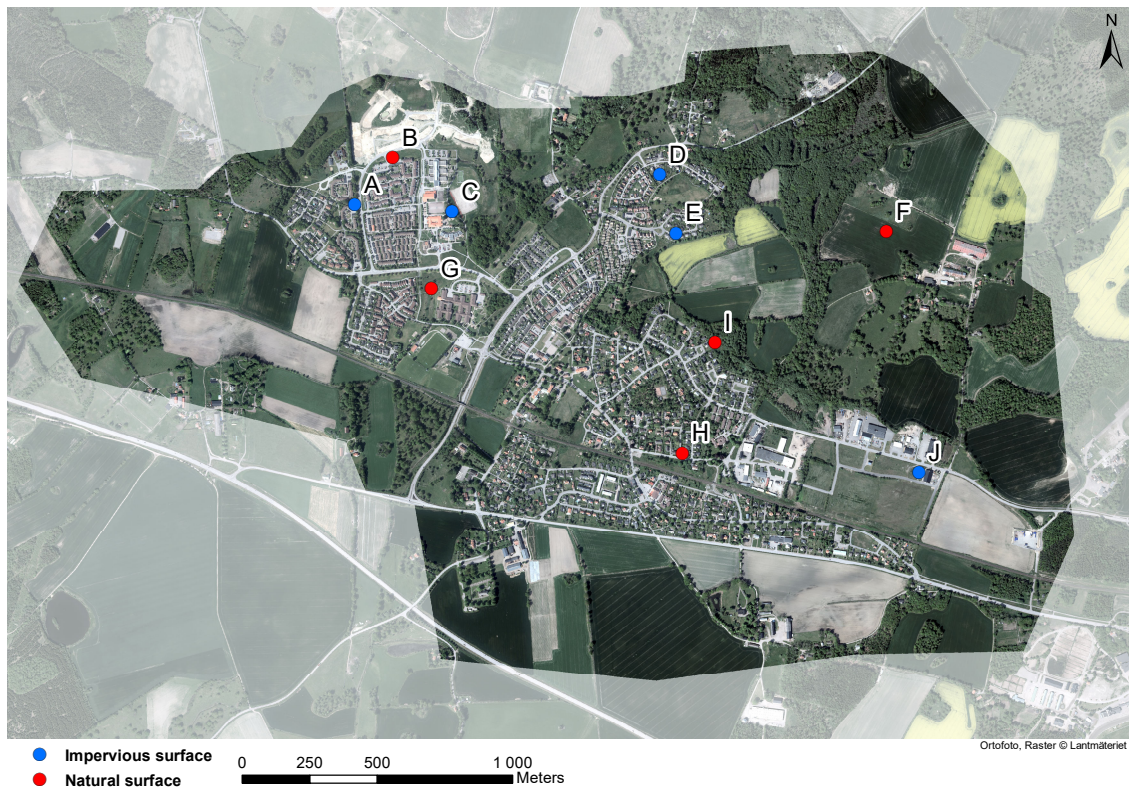 N
B
D
A
C
E
F
G
I
H
J
Ortofoto, Raster © Lantmäteriet
Impervious surface
Natural surface
0 250 500 1 000
Meters